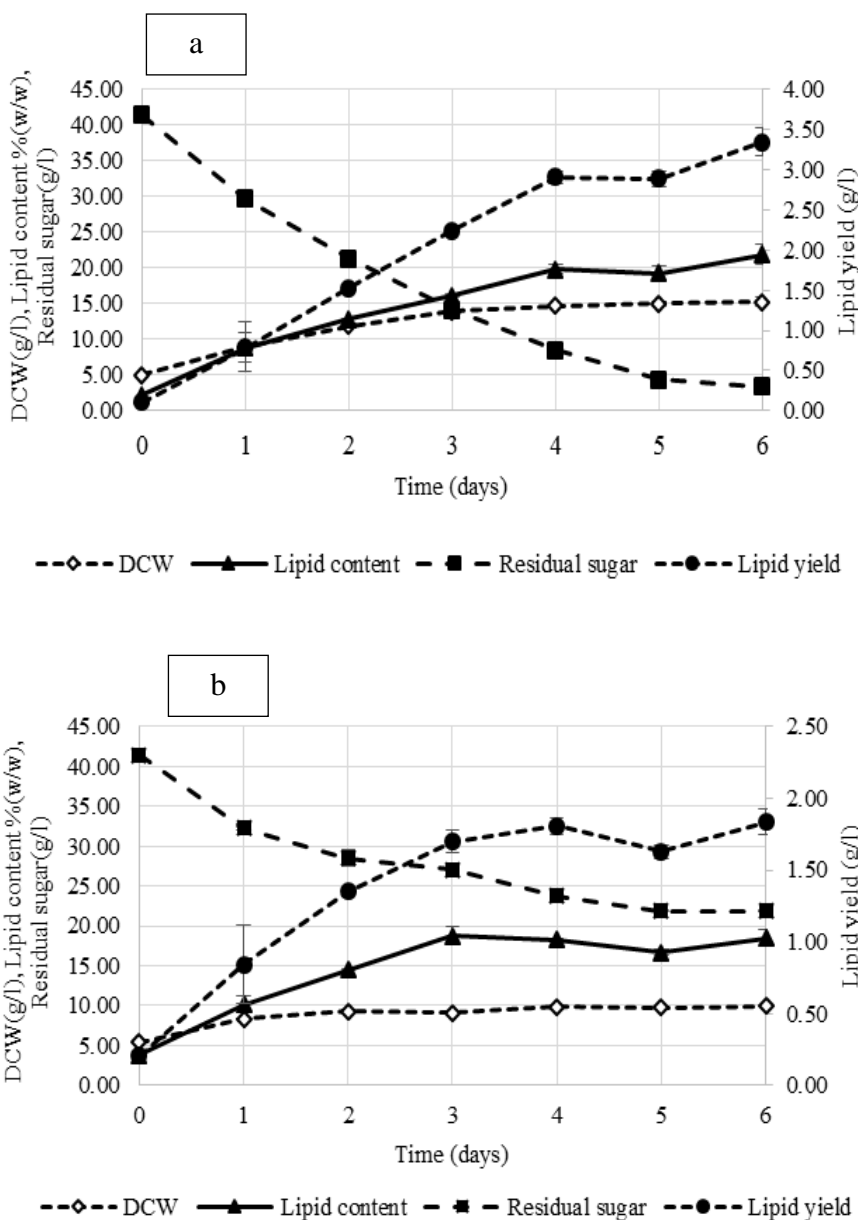 a
DCW(g/l), Lipid content %(w/w),
Residual sugar(g/l)
45.00
40.00
35.00
30.00
25.00
20.00
15.00
10.00
5.00
0.00
4.00
3.50
3.00
2.50
2.00
1.50
1.00
0.50
0.00
Lipid yield (g/l)
0 1 2 3 4 5 6
Time (days)
DCW Lipid content Residual sugar Lipid yield
b
DCW(g/l), Lipid content %(w/w),
Residual sugar(g/l)
45.00
40.00
35.00
30.00
25.00
20.00
15.00
10.00
5.00
0.00
2.50
2.00
1.50
1.00
0.50
0.00
Lipid yield (g/l)
0 1 2 3 4 5 6
Time (days)
DCW Lipid content Residual sugar Lipid yield